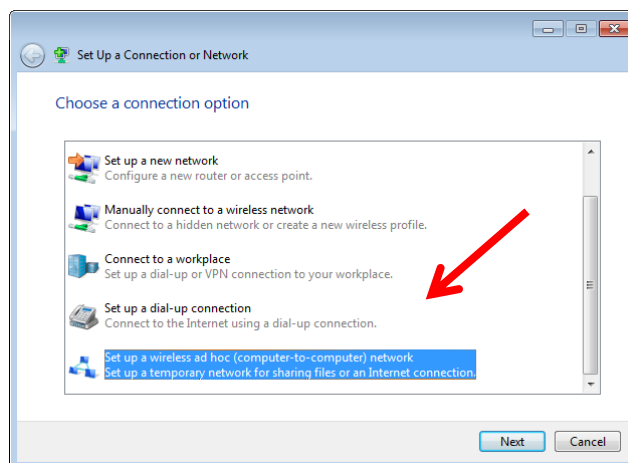 Set Up a Connection or Network
Choose a connection option
Set up a new network
Configure a new router or access point.
Manually connect to a wireless network
Connect to a hidden network or create a new wireless profile.
Connect to a workplace
Set up a dial-up or VPN connection to your workplace.
Set up a dial-up connection
Connect to the Internet using a dial-up connection.
Set up a wireless ad hoc (computer-to-computer) network
Set up a temporary network for sharing files or an Internet connection.
Next Cancel